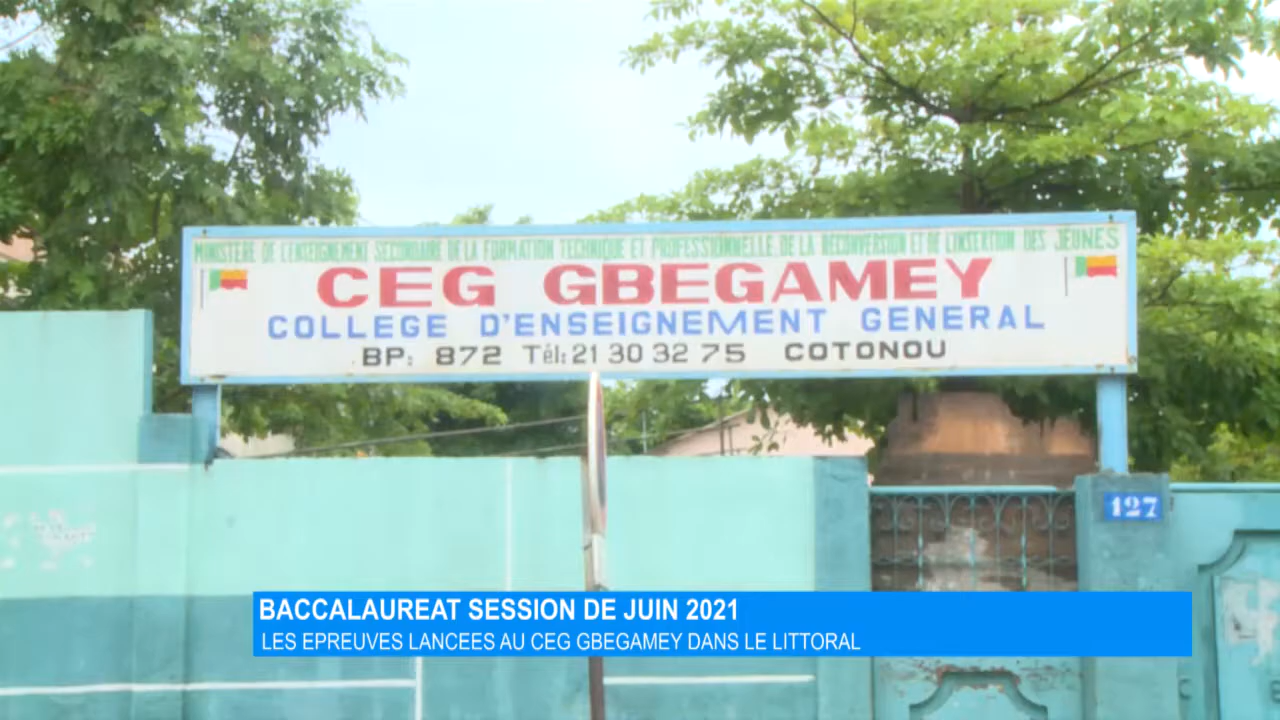 MINISTERE DE L'ENSEIGNEMENT SECONDAIRE DE LA FORMATION TECHNIQUE ET PROFESSIONNELLE, DE LA RECONVERSION ET DE L'INSERTION DES JEUNES
CEG GBEGAMEY
COLLEGE D'ENSEIGNEMENT GENERAL
BP: 872 Tél: 21 30 32 75 COTONOU
127
BACCALAUREAT SESSION DE JUIN 2021
LES EPREUVES LANCEES AU CEG GBEGAMEY DANS LE LITTORAL